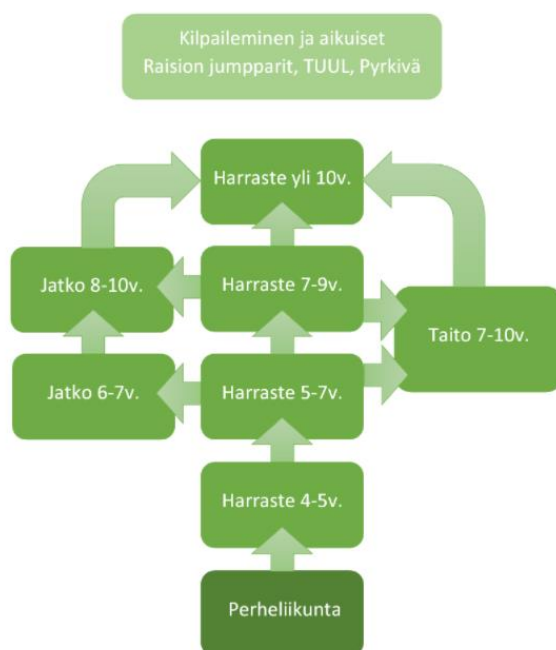 Kilpaileminen ja aikuiset
Raision jumpparit, TUUL, Pyrkivä
Harraste yli 10v.
Jatko 8-10v.
Harraste 7-9v.
Taito 7-10v.
Jatko 6-7v.
Harraste 5-7v.
Harraste 4-5v.
Perheliikunta